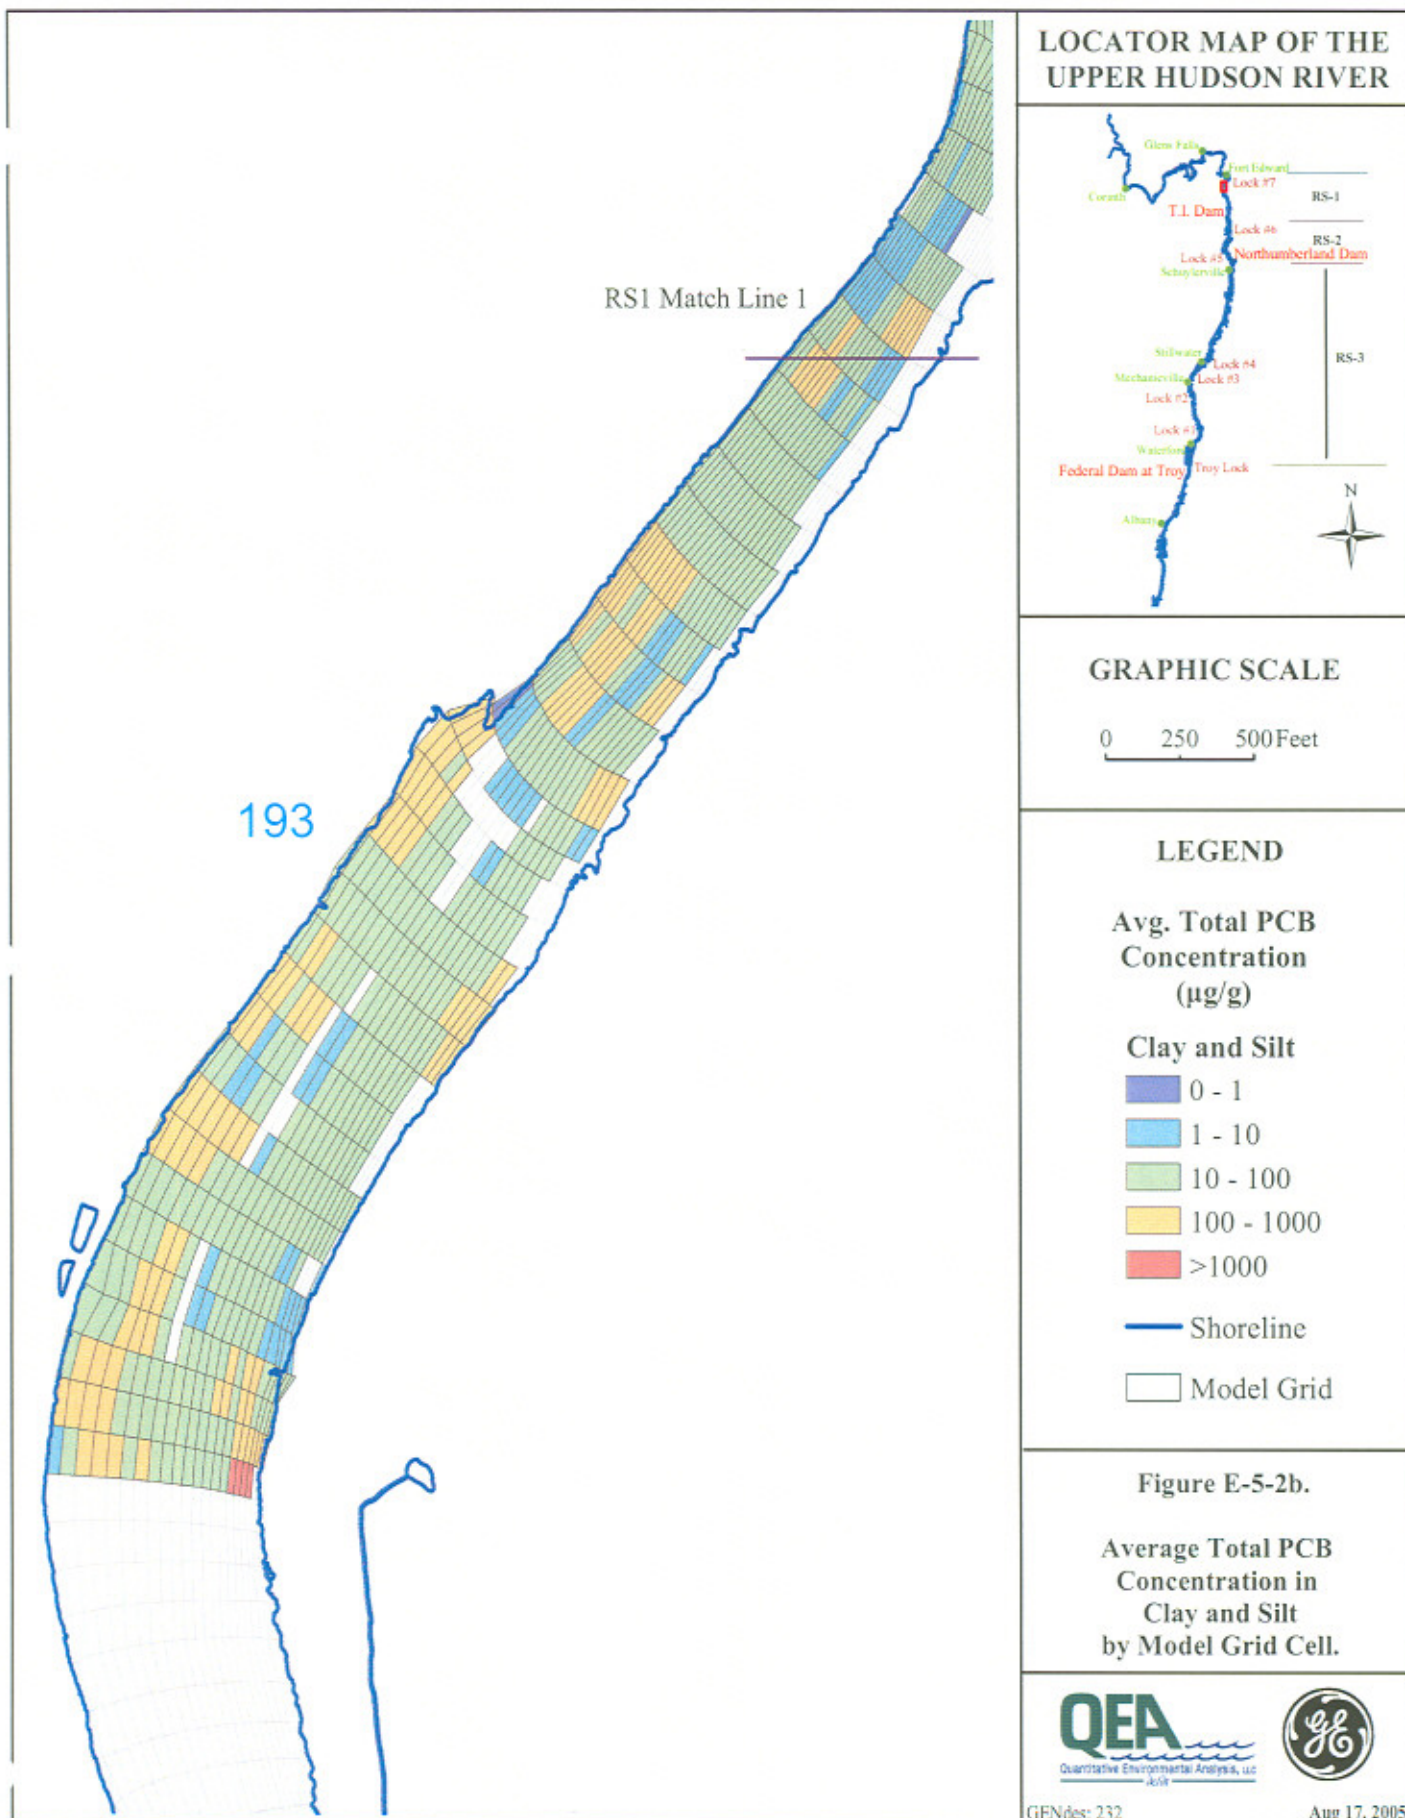 RS1 Match Line 1
193
LOCATOR MAP OF THE
UPPER HUDSON RIVER
Glens Falls
Fort Edward
Lock #7
Corinth
RS-1
T.I. Dam
Lock #6
RS-2
Lock #5
Northumberland Dam
Schuylerville
Stillwater
Lock #4
RS-3
Mechanicville
Lock #3
Lock #2
Lock #1
Waterford
Federal Dam at Troy
Troy Lock
N
Albany
GRAPHIC SCALE
0 250 500 Feet
LEGEND
Avg. Total PCB
Concentration
(µg/g)
Clay and Silt
0 - 1
1 - 10
10 - 100
100 - 1000
>1000
Shoreline
Model Grid
Figure E-5-2b.
Average Total PCB
Concentration in
Clay and Silt
by Model Grid Cell.
QEA
Quantitative Environmental Analysis, LLC
GE
GENdes: 232
Aug 17, 2005